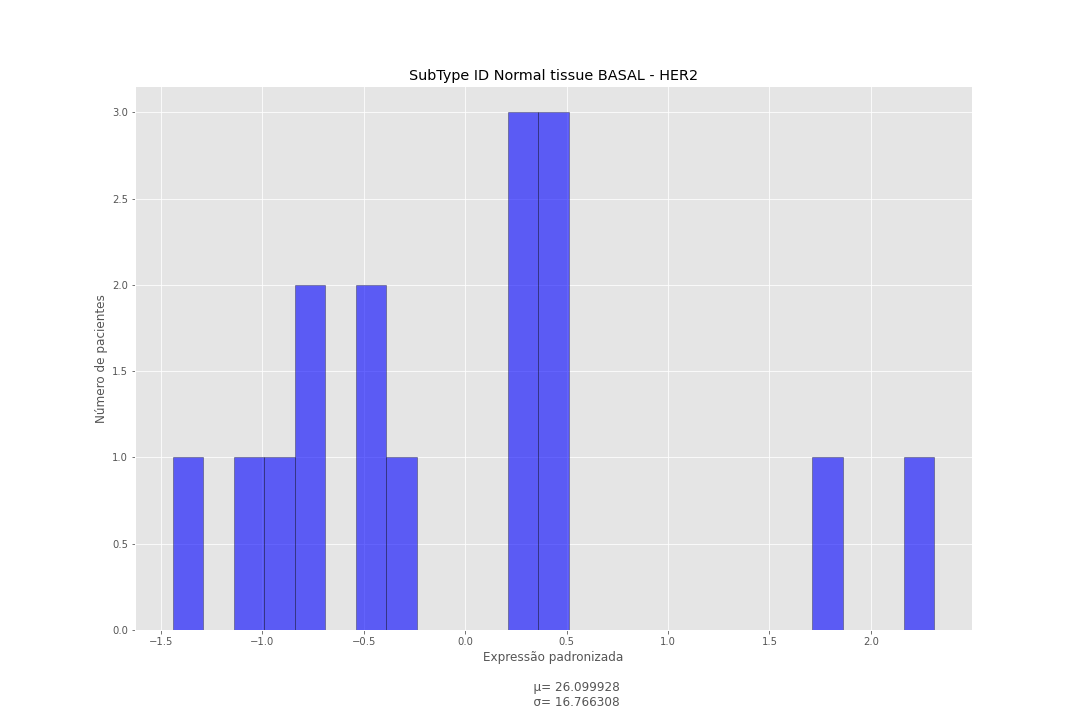 SubType ID Normal tissue BASAL - HER2
3.0
2.5
2.0
1.5
1.0
0.5
0.0
Número de pacientes
−1.5 −1.0 −0.5 0.0 0.5 1.0 1.5 2.0
Expressão padronizada
μ= 26.099928
σ= 16.766308